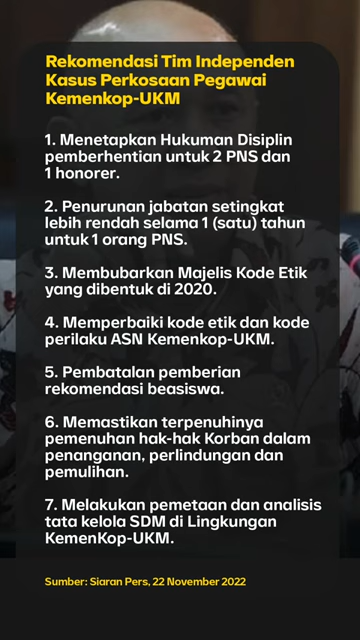 Rekomendasi Tim Independen
Kasus Perkosaan Pegawai
Kemenkop-UKM
1. Menetapkan Hukuman Disiplin
pemberhentian untuk 2 PNS dan
1 honorer.
2. Penurunan jabatan setingkat
lebih rendah selama 1 (satu) tahun
untuk 1 orang PNS.
3. Membubarkan Majelis Kode Etik
yang dibentuk di 2020.
4. Memperbaiki kode etik dan kode
perilaku ASN Kemenkop-UKM.
5. Pembatalan pemberian
rekomendasi beasiswa.
6. Memastikan terpenuhinya
pemenuhan hak-hak Korban dalam
penanganan, perlindungan dan
pemulihan.
7. Melakukan pemetaan dan analisis
tata kelola SDM di Lingkungan
KemenKop-UKM.
Sumber: Siaran Pers, 22 November 2022